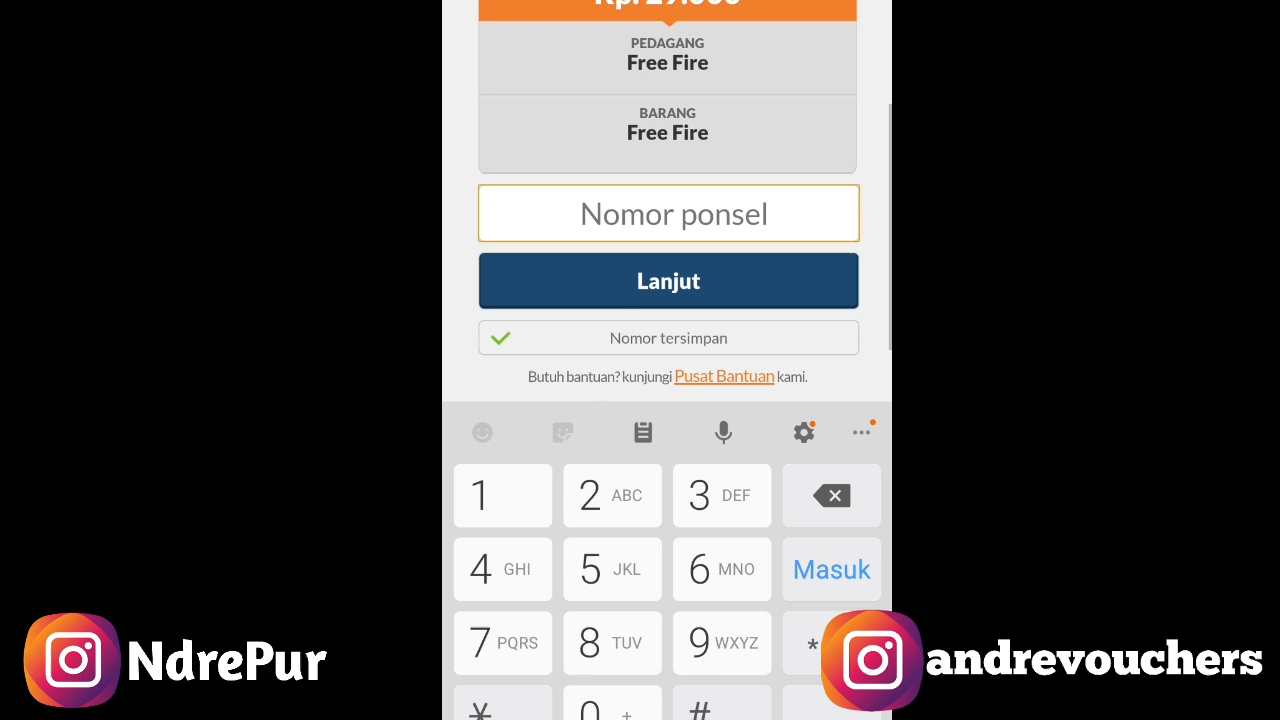 PEDAGANG
Free Fire
BARANG
Free Fire
Nomor ponsel
Lanjut
Nomor tersimpan
Butuh bantuan? kunjungi Pusat Bantuan kami.
1
2 ABC
3 DEF
4 GHI
5 JKL
6 MNO
Masuk
7 PQRS
8 TUV
9 WXYZ
*
0 +
#
NdrePur
andrevouchers